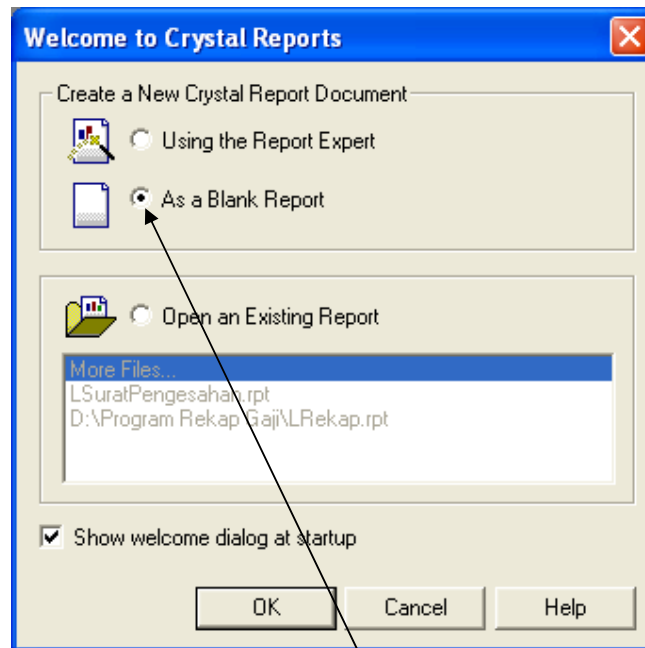 Welcome to Crystal Reports
Create a New Crystal Report Document
Using the Report Expert
As a Blank Report
Open an Existing Report
More Files...
LSuratPengesahan.rpt
D:\Program Rekap Gaji\LRekap.rpt
Show welcome dialog at startup
OK Cancel Help